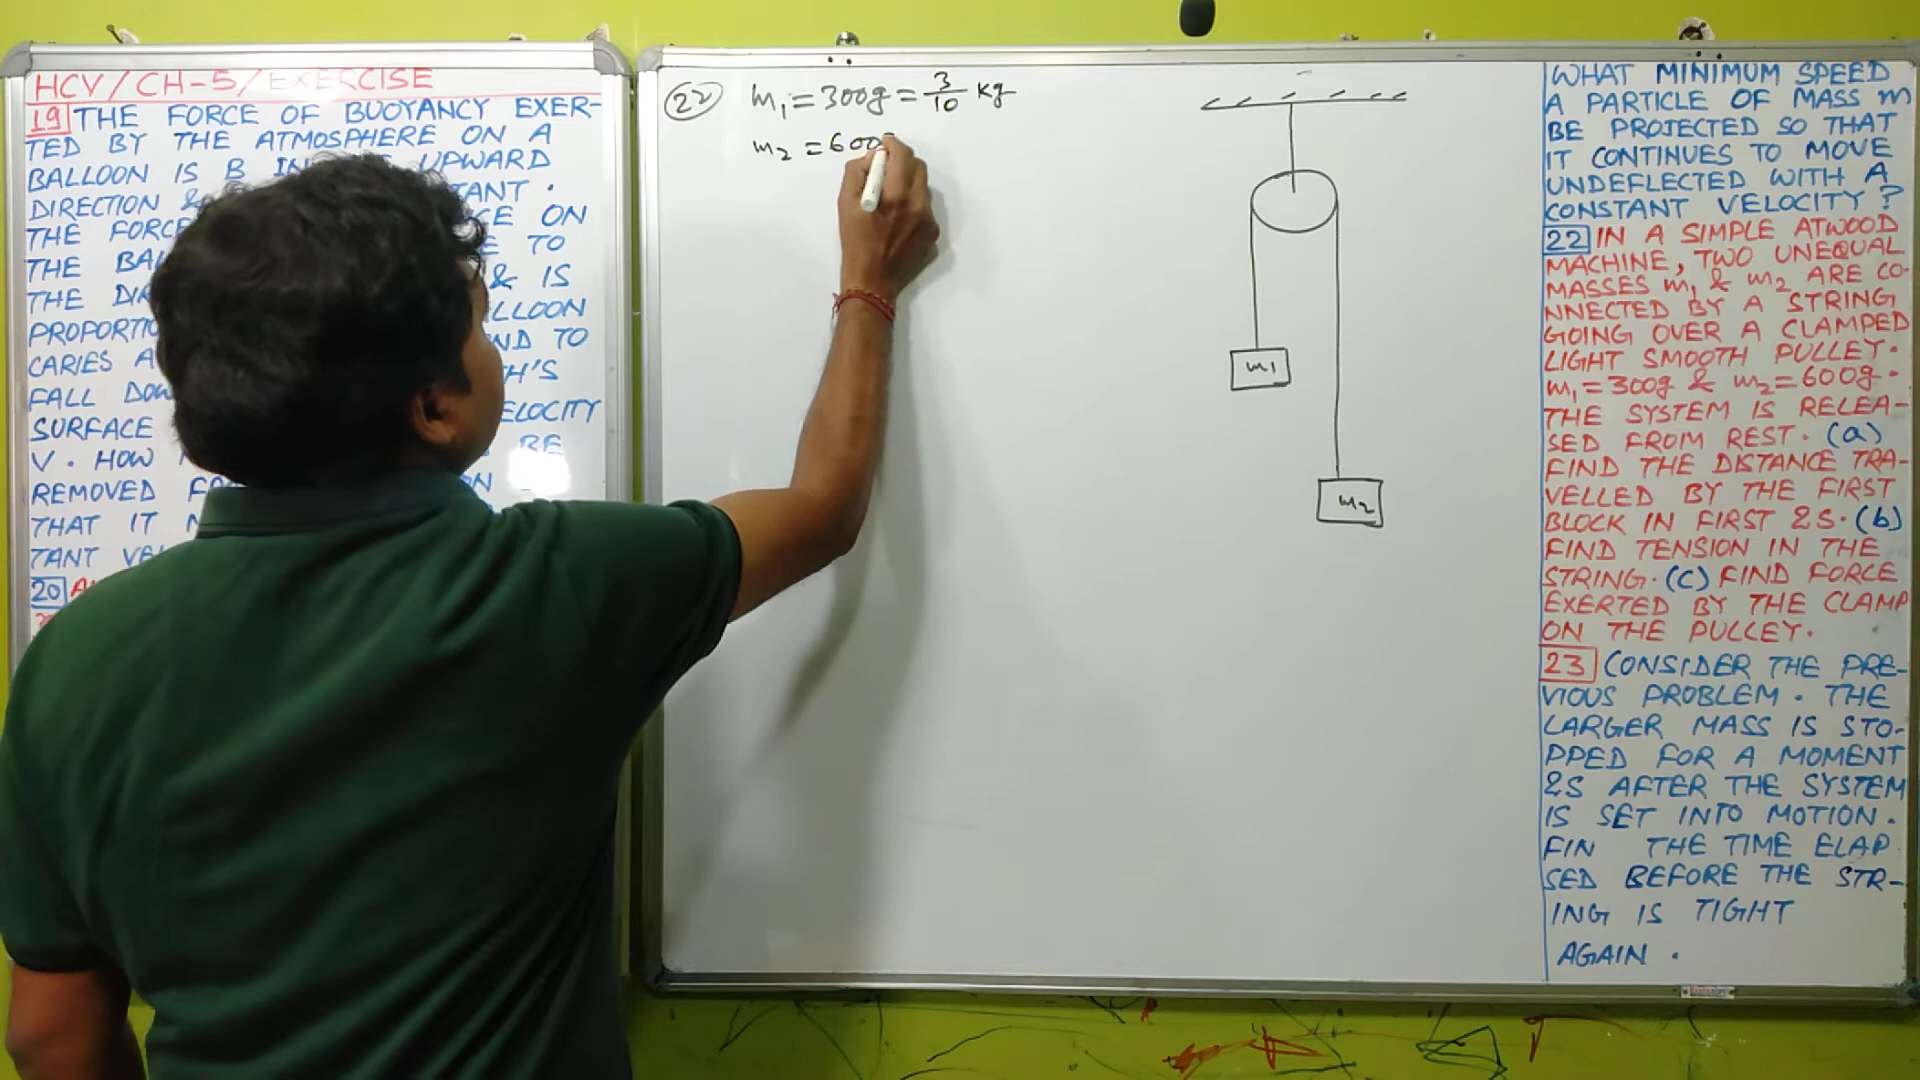 HCV/CH-5/EXERCISE
19 THE FORCE OF BUOYANCY EXER-
TED BY THE ATMOSPHERE ON A
BALLOON IS B IN UPWARD
DIRECTION & TANT.
THE FORCE ON
THE BAL E TO
THE DIR & IS
PROPORTIO LLOON
CARIES A ND TO
FALL DOW H'S
SURFACE ELOCITY
V. HOW BE
REMOVED ON
THAT IT
TANT VE
20
22 m1 = 300g = 3/10 kg
m2 = 600
m1
m2
WHAT MINIMUM SPEED
A PARTICLE OF MASS m
BE PROJECTED SO THAT
IT CONTINUES TO MOVE
UNDEFLECTED WITH A
CONSTANT VELOCITY?
22 IN A SIMPLE ATWOOD
MACHINE, TWO UNEQUAL
MASSES m1 & m2 ARE CO-
NNECTED BY A STRING
GOING OVER A CLAMPED
LIGHT SMOOTH PULLEY.
m1=300g & m2=600g.
THE SYSTEM IS RELEA-
SED FROM REST. (a)
FIND THE DISTANCE TRA-
VELLED BY THE FIRST
BLOCK IN FIRST 2S. (b)
FIND TENSION IN THE
STRING. (C) FIND FORCE
EXERTED BY THE CLAMP
ON THE PULLEY.
23 CONSIDER THE PRE-
VIOUS PROBLEM. THE
LARGER MASS IS STO-
PPED FOR A MOMENT
2S AFTER THE SYSTEM
IS SET INTO MOTION.
FIN THE TIME ELAP
SED BEFORE THE STR-
ING IS TIGHT
AGAIN.